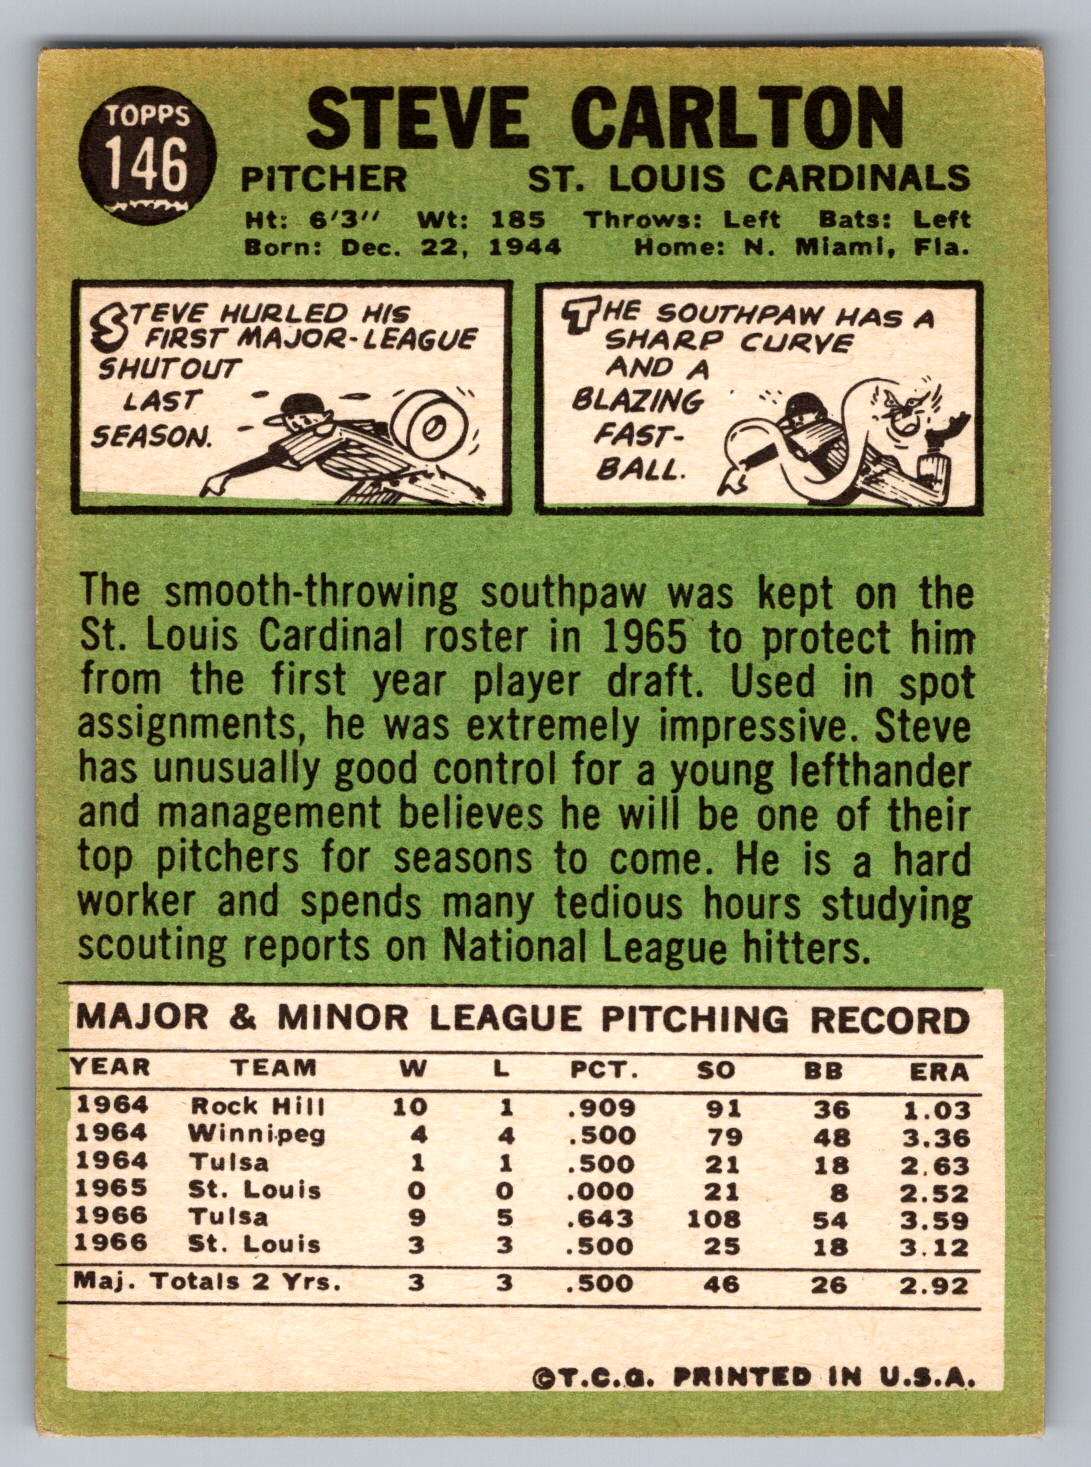 TOPPS
146
STEVE CARLTON
PITCHER ST. LOUIS CARDINALS
Ht: 6'3" Wt: 185 Throws: Left Bats: Left
Born: Dec. 22, 1944 Home: N. Miami, Fla.
STEVE HURLED HIS
FIRST MAJOR-LEAGUE
SHUTOUT
LAST
SEASON.
THE SOUTHPAW HAS A
SHARP CURVE
AND A
BLAZING
FAST-
BALL.
The smooth-throwing southpaw was kept on the
St. Louis Cardinal roster in 1965 to protect him
from the first year player draft. Used in spot
assignments, he was extremely impressive. Steve
has unusually good control for a young lefthander
and management believes he will be one of their
top pitchers for seasons to come. He is a hard
worker and spends many tedious hours studying
scouting reports on National League hitters.
MAJOR & MINOR LEAGUE PITCHING RECORD
YEAR TEAM W L PCT. SO BB ERA
1964 Rock Hill 10 1 .909 91 36 1.03
1964 Winnipeg 4 4 .500 79 48 3.36
1964 Tulsa 1 1 .500 21 18 2.63
1965 St. Louis 0 0 .000 21 8 2.52
1966 Tulsa 9 5 .643 108 54 3.59
1966 St. Louis 3 3 .500 25 18 3.12
Maj. Totals 2 Yrs. 3 3 .500 46 26 2.92
©T.C.G. PRINTED IN U.S.A.